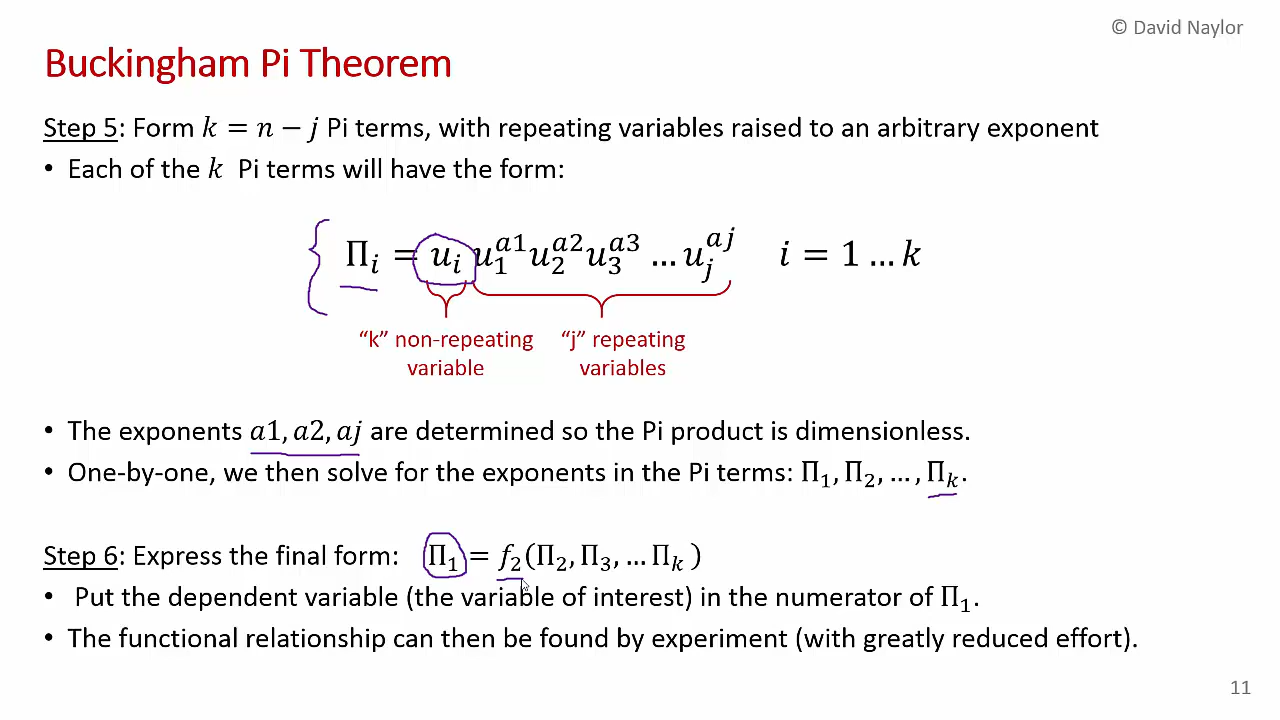 © David Naylor
Buckingham Pi Theorem
Step 5: Form k = n − j Pi terms, with repeating variables raised to an arbitrary exponent
• Each of the k Pi terms will have the form:
Πᵢ = uᵢ u₁^{a1} u₂^{a2} u₃^{a3} … uⱼ^{aj} i = 1 … k
“k” non-repeating variable
“j” repeating variables
• The exponents a1, a2, aj are determined so the Pi product is dimensionless.
• One-by-one, we then solve for the exponents in the Pi terms: Π₁, Π₂, … , Πₖ.
Step 6: Express the final form: Π₁ = f₂(Π₂, Π₃, … Πₖ )
• Put the dependent variable (the variable of interest) in the numerator of Π₁.
• The functional relationship can then be found by experiment (with greatly reduced effort).
11